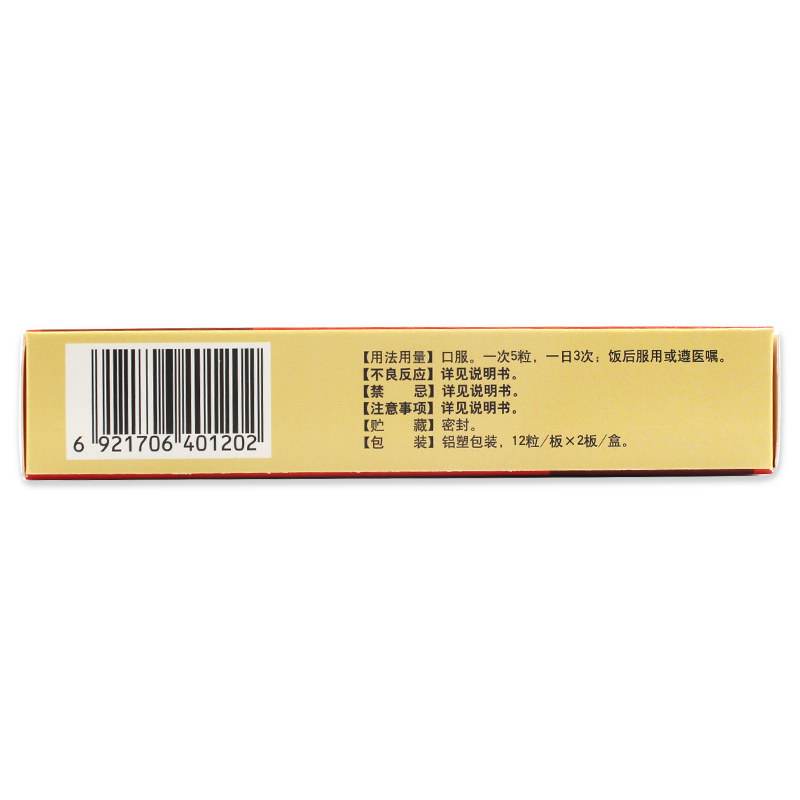 【用法用量】口服。一次5粒，一日3次；饭后服用或遵医嘱。
【不良反应】详见说明书。
【禁　　忌】详见说明书。
【注意事项】详见说明书。
【贮　　藏】密封。
【包　　装】铝塑包装，12粒/板×2板/盒。
6 921706 401202